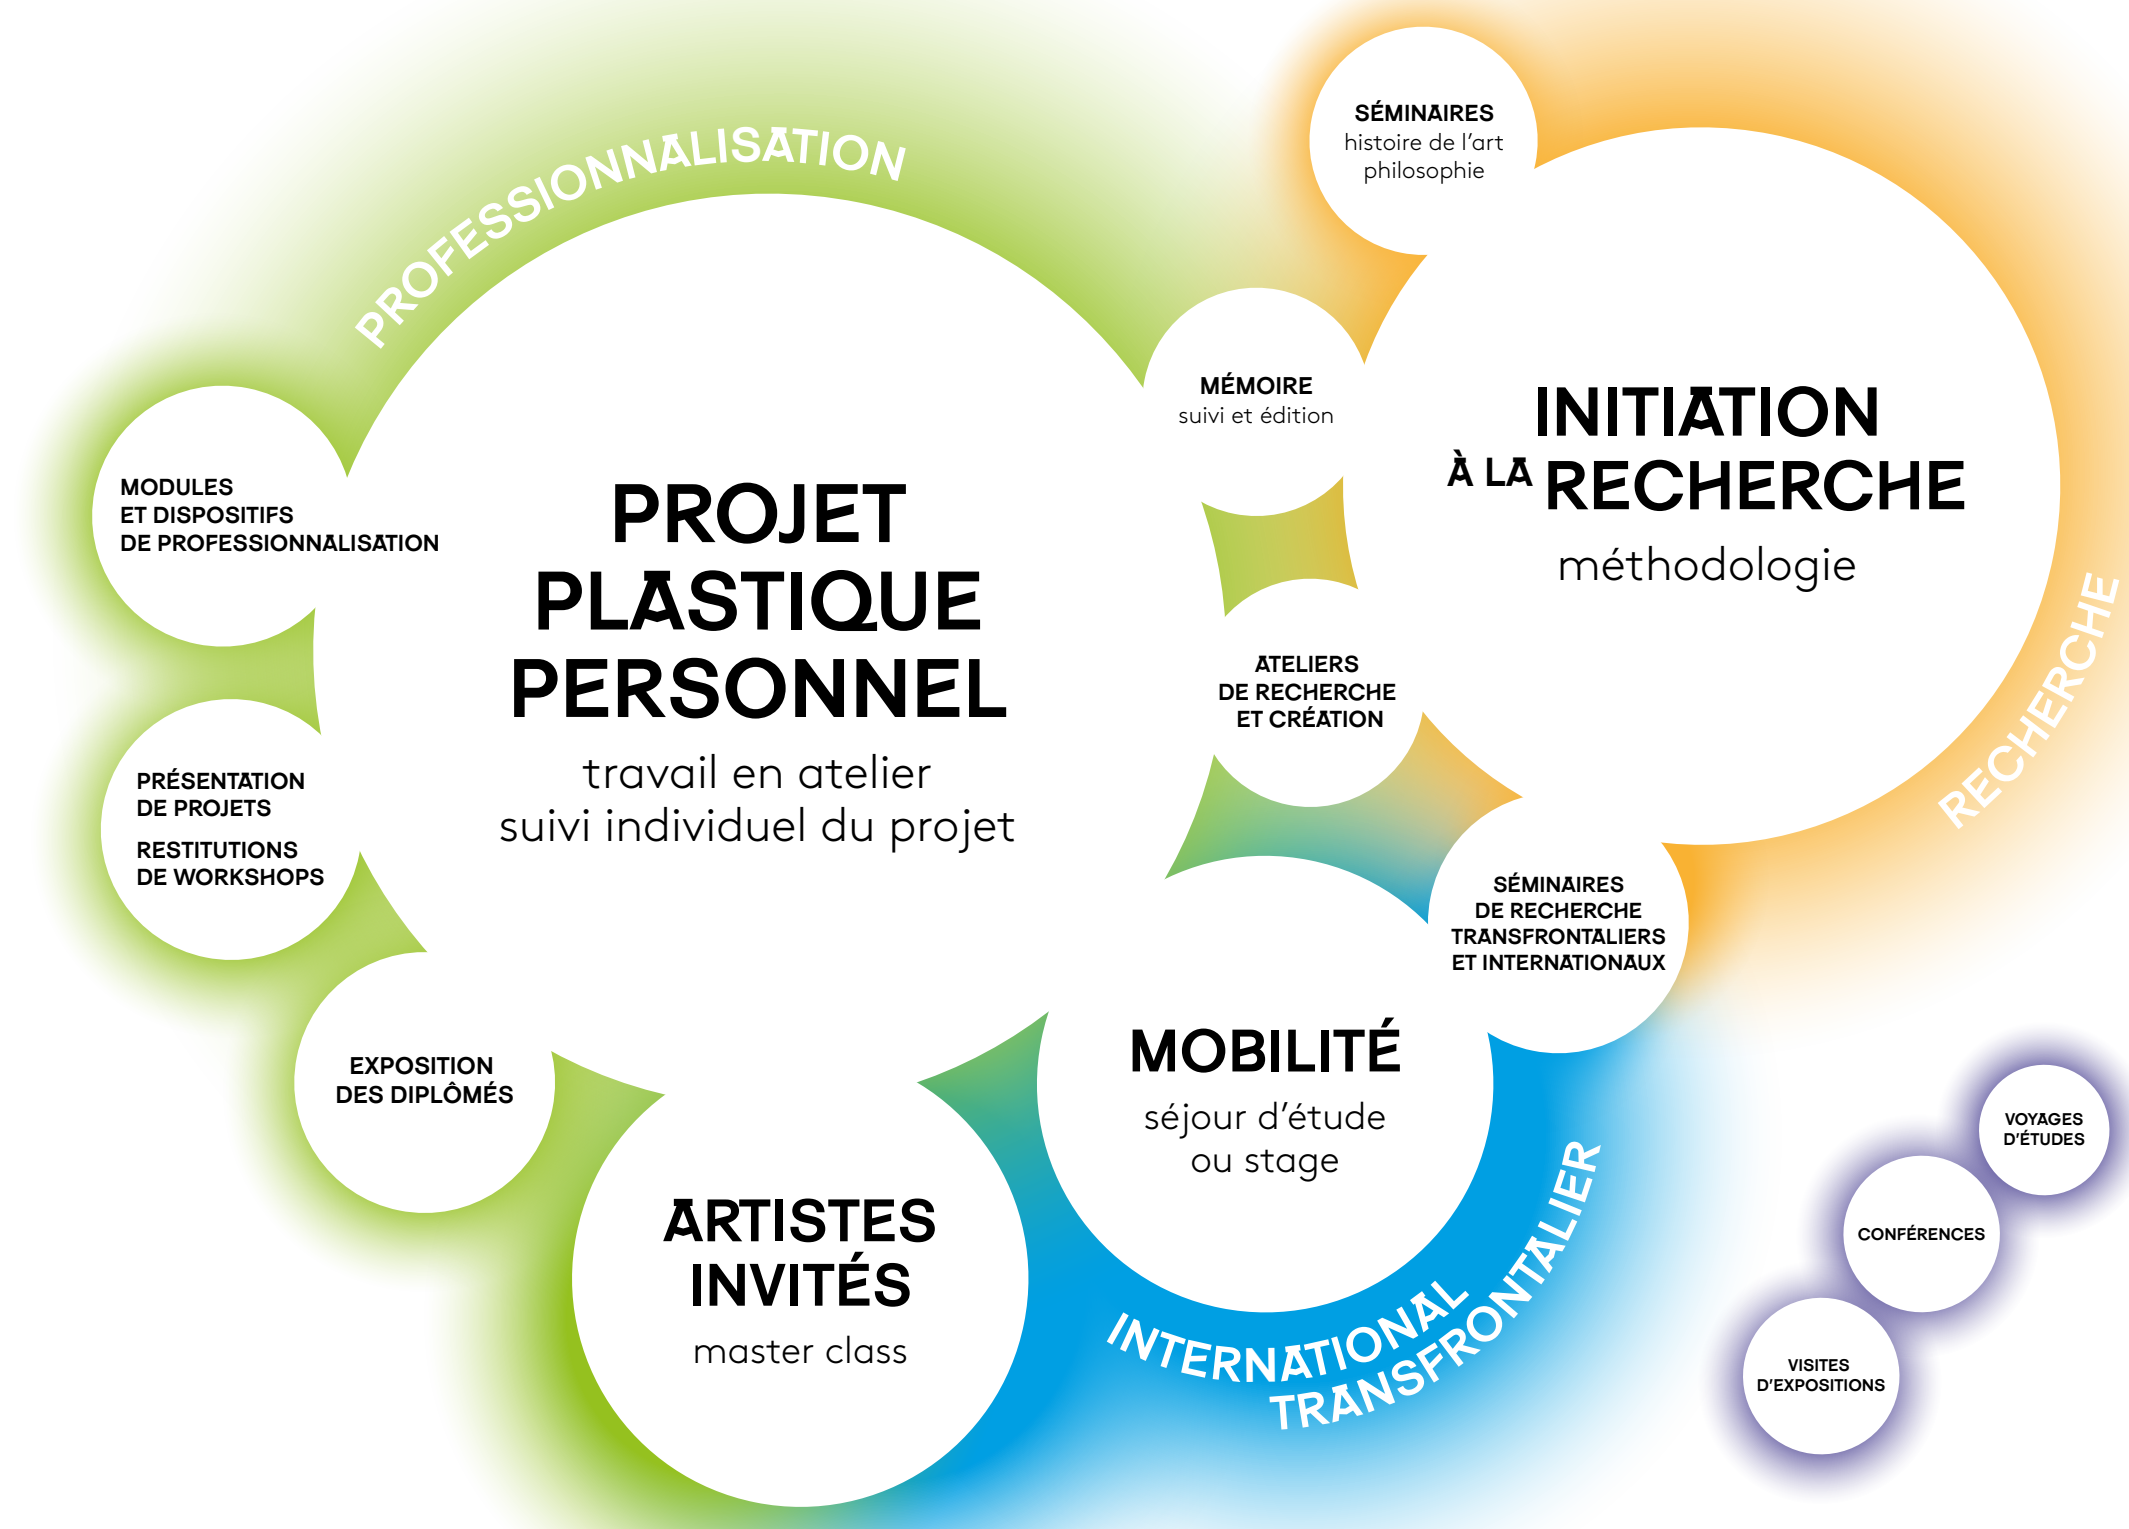 PROFESSIONNALISATION
SÉMINAIRES
histoire de l’art
philosophie
MÉMOIRE
suivi et édition
INITIATION
À LA RECHERCHE
méthodologie
RECHERCHE
MODULES
ET DISPOSITIFS
DE PROFESSIONNALISATION
PROJET
PLASTIQUE
PERSONNEL
travail en atelier
suivi individuel du projet
ATELIERS
DE RECHERCHE
ET CRÉATION
PRÉSENTATION
DE PROJETS
RESTITUTIONS
DE WORKSHOPS
SÉMINAIRES
DE RECHERCHE
TRANSFRONTALIERS
ET INTERNATIONAUX
EXPOSITION
DES DIPLÔMÉS
MOBILITÉ
séjour d’étude
ou stage
ARTISTES
INVITÉS
master class
INTERNATIONAL
TRANSFRONTALIER
VOYAGES
D’ÉTUDES
CONFÉRENCES
VISITES
D’EXPOSITIONS